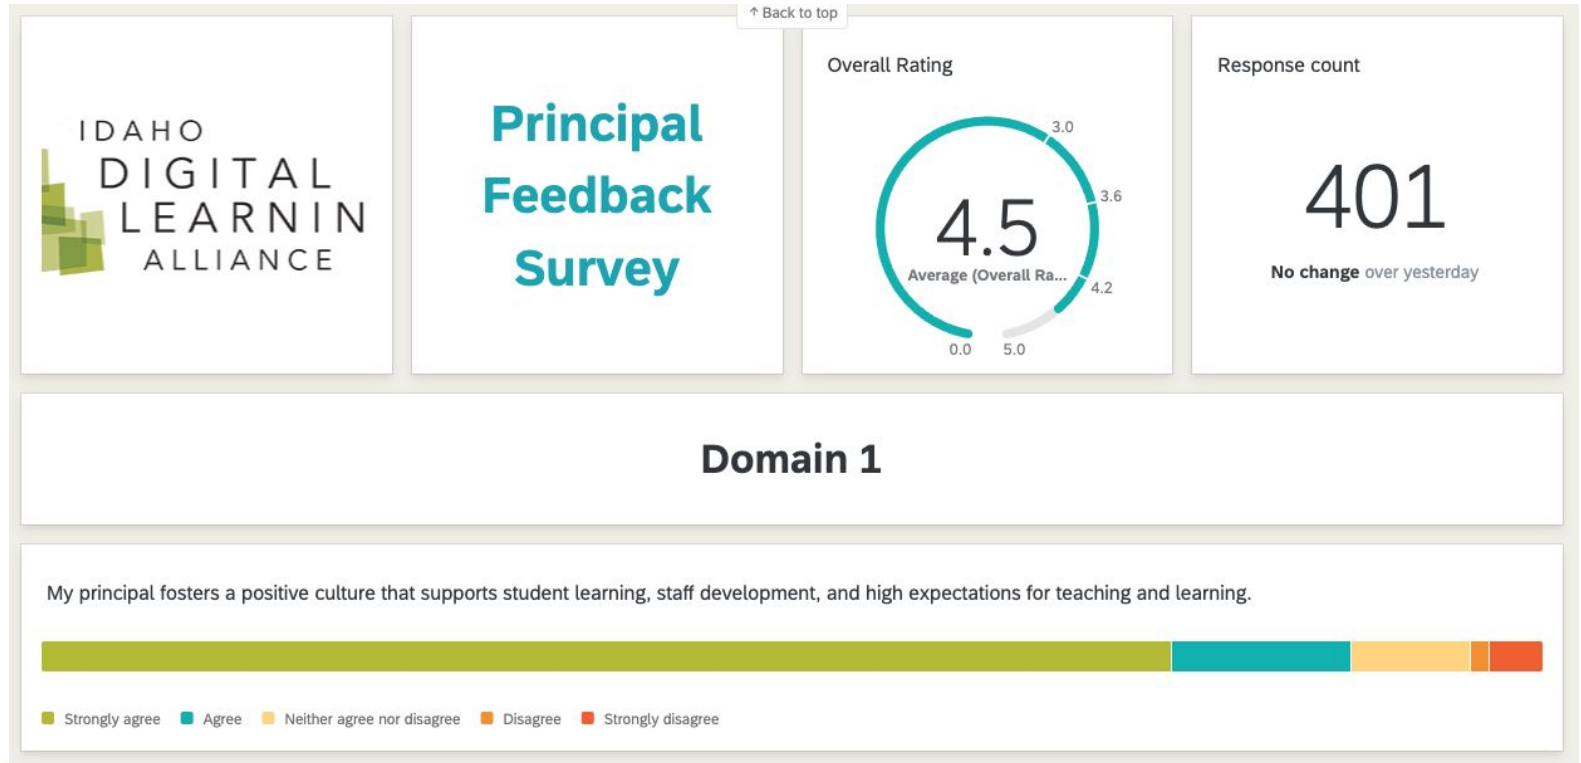 ↑ Back to top
IDAHO
DIGITAL
LEARNIN
ALLIANCE
Principal
Feedback
Survey
Overall Rating
3.0
3.6
4.5
Average (Overall Ra...
4.2
0.0 5.0
Response count
401
No change over yesterday
Domain 1
My principal fosters a positive culture that supports student learning, staff development, and high expectations for teaching and learning.
Strongly agree Agree Neither agree nor disagree Disagree Strongly disagree